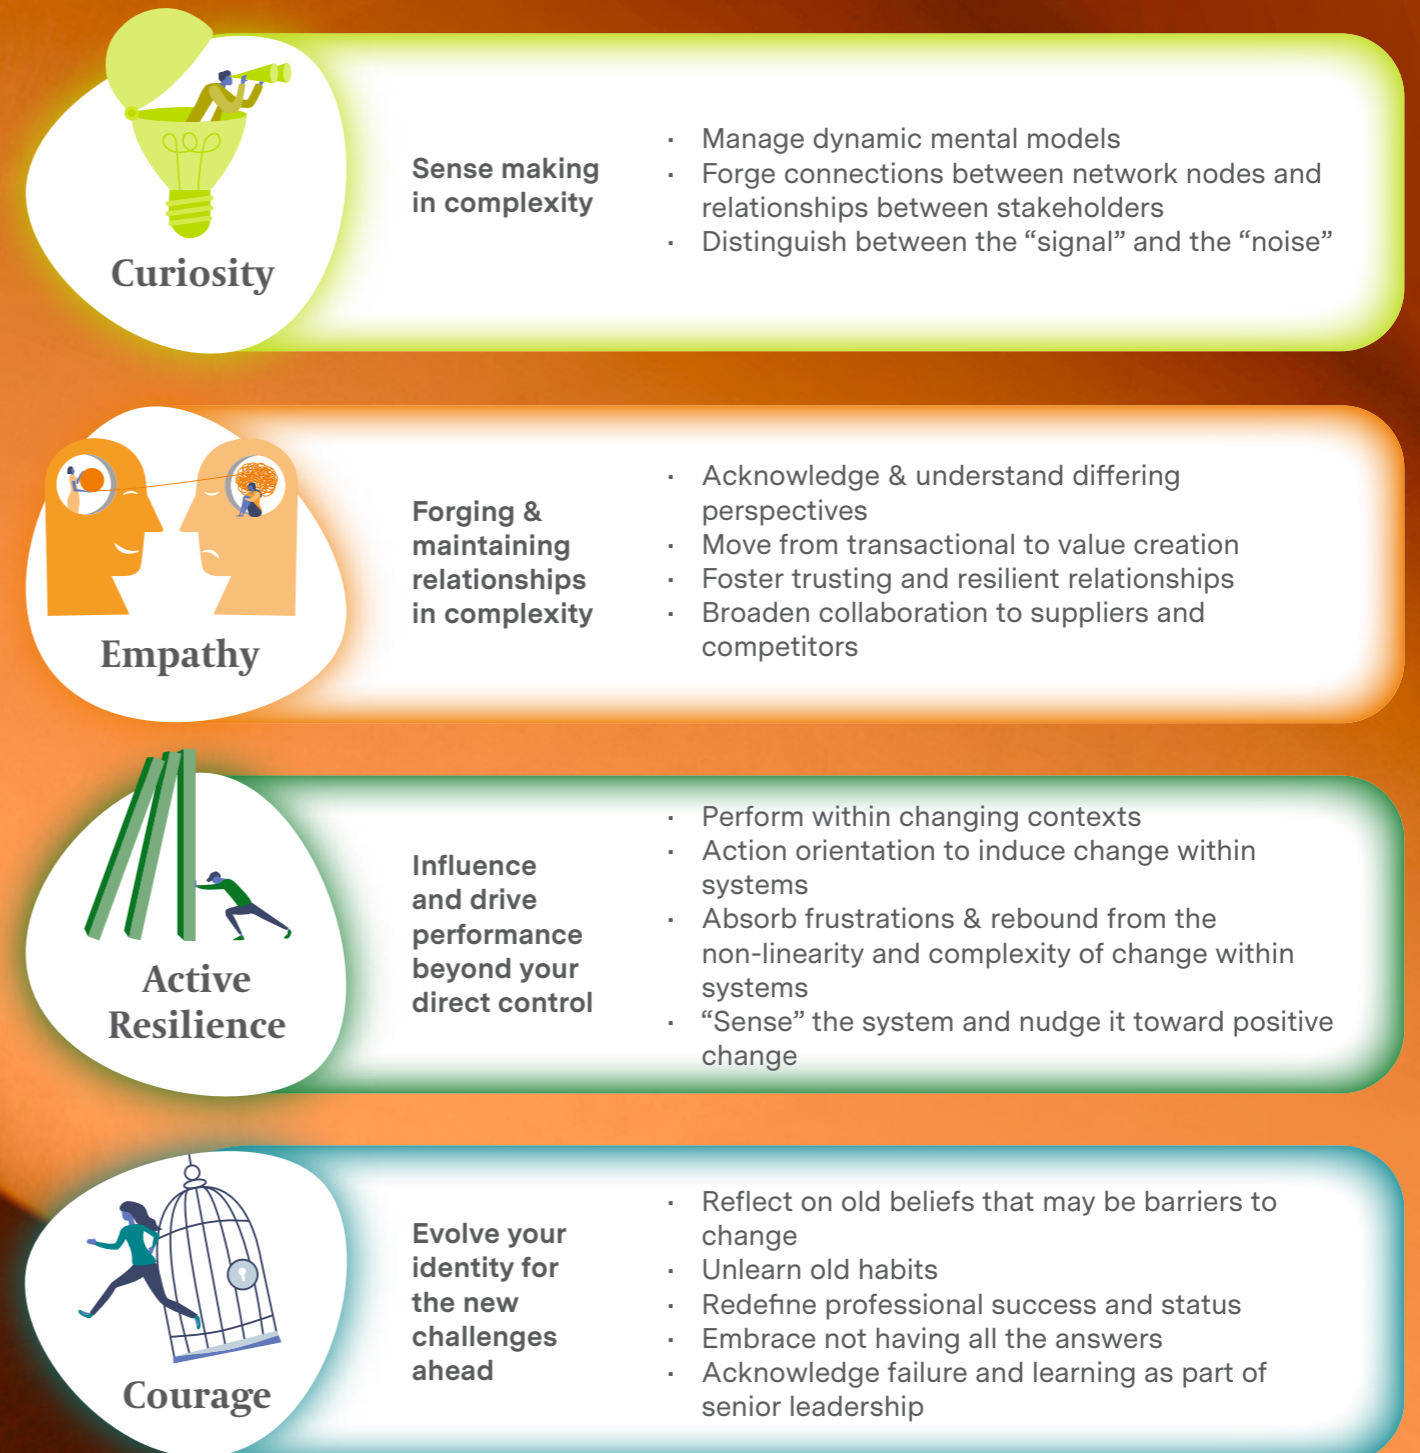 Curiosity
Sense making
in complexity
· Manage dynamic mental models
· Forge connections between network nodes and
relationships between stakeholders
· Distinguish between the “signal” and the “noise”
Empathy
Forging &
maintaining
relationships
in complexity
· Acknowledge & understand differing
perspectives
· Move from transactional to value creation
· Foster trusting and resilient relationships
· Broaden collaboration to suppliers and
competitors
Active
Resilience
Influence
and drive
performance
beyond your
direct control
· Perform within changing contexts
· Action orientation to induce change within
systems
· Absorb frustrations & rebound from the
non-linearity and complexity of change within
systems
· “Sense” the system and nudge it toward positive
change
Courage
Evolve your
identity for
the new
challenges
ahead
· Reflect on old beliefs that may be barriers to
change
· Unlearn old habits
· Redefine professional success and status
· Embrace not having all the answers
· Acknowledge failure and learning as part of
senior leadership